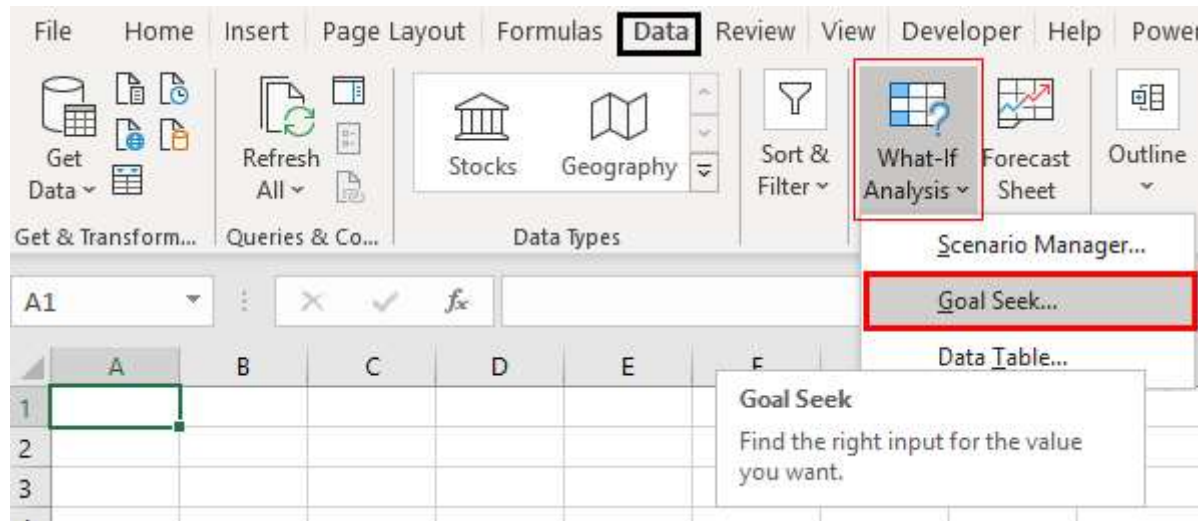 File Home Insert Page Layout Formulas Data Review View Developer Help Power
Get Data
Refresh All
Stocks
Geography
Sort & Filter
What-If Analysis
Forecast Sheet
Outline
Get & Transform...
Queries & Co...
Data Types
Scenario Manager...
Goal Seek...
Data Table...
A1
fx
A B C D E F
1
2
3
Goal Seek
Find the right input for the value
you want.